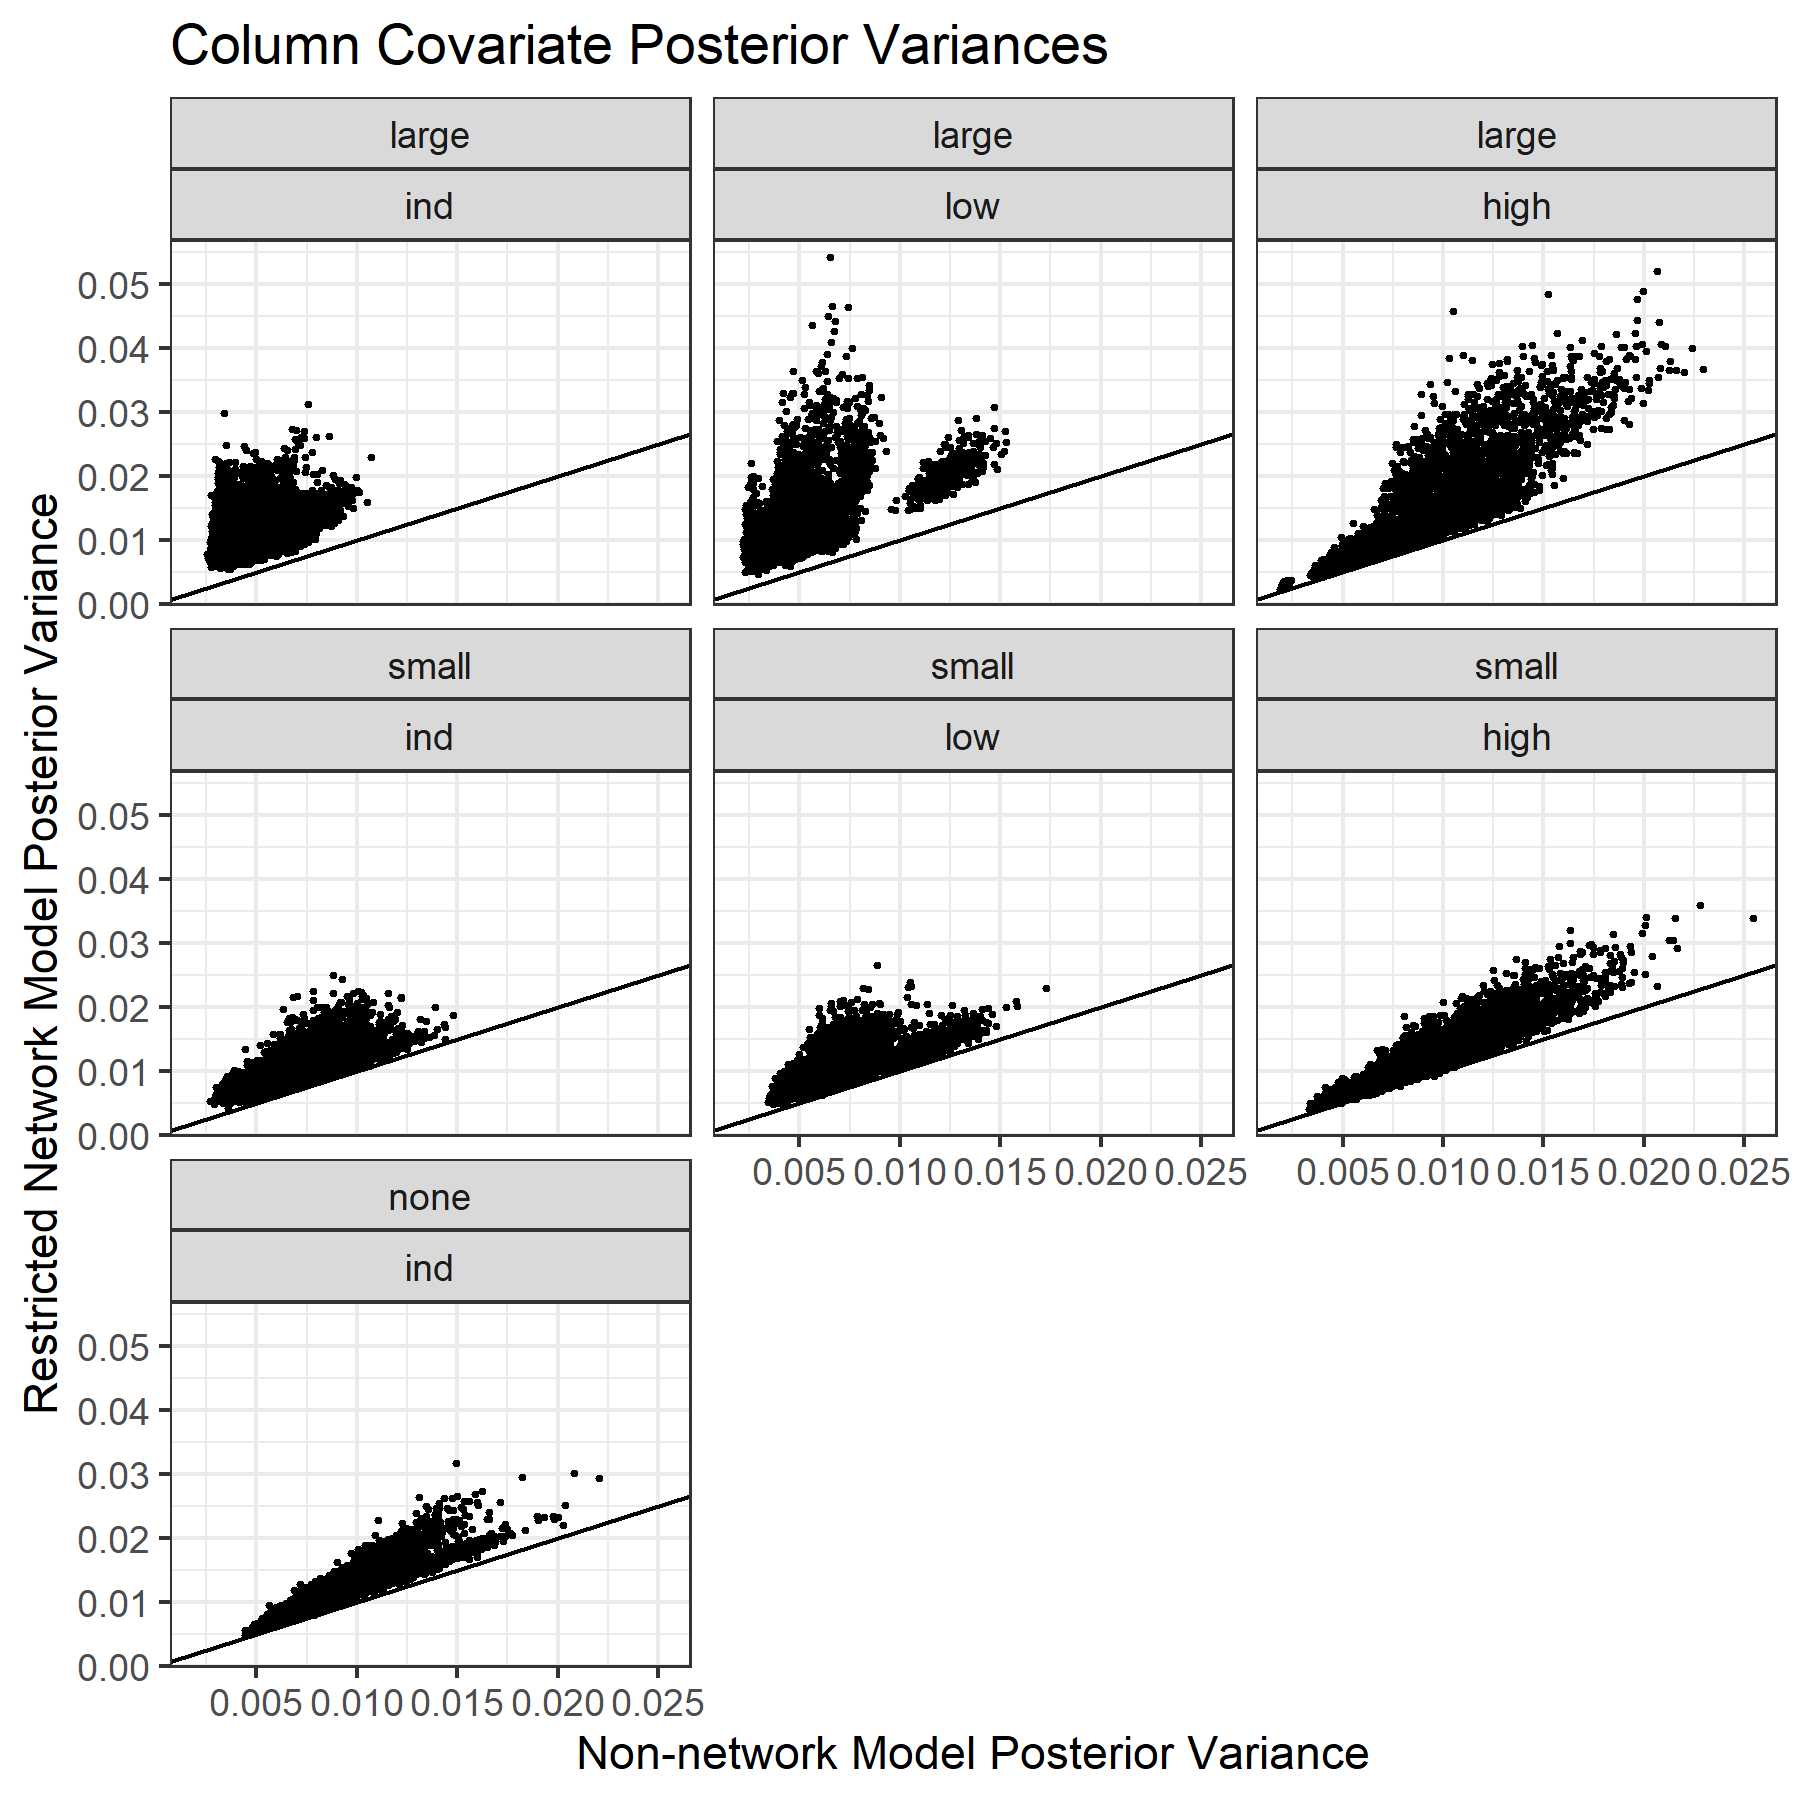 Column Covariate Posterior Variances
large
large
large
ind
low
high
0.05
0.04
0.03
0.02
0.01
0.00
small
small
small
ind
low
high
0.05
0.04
0.03
0.02
0.01
0.00
0.005 0.010 0.015 0.020 0.025
0.005 0.010 0.015 0.020 0.025
none
ind
0.05
0.04
0.03
0.02
0.01
0.00
0.005 0.010 0.015 0.020 0.025
Restricted Network Model Posterior Variance
Non-network Model Posterior Variance